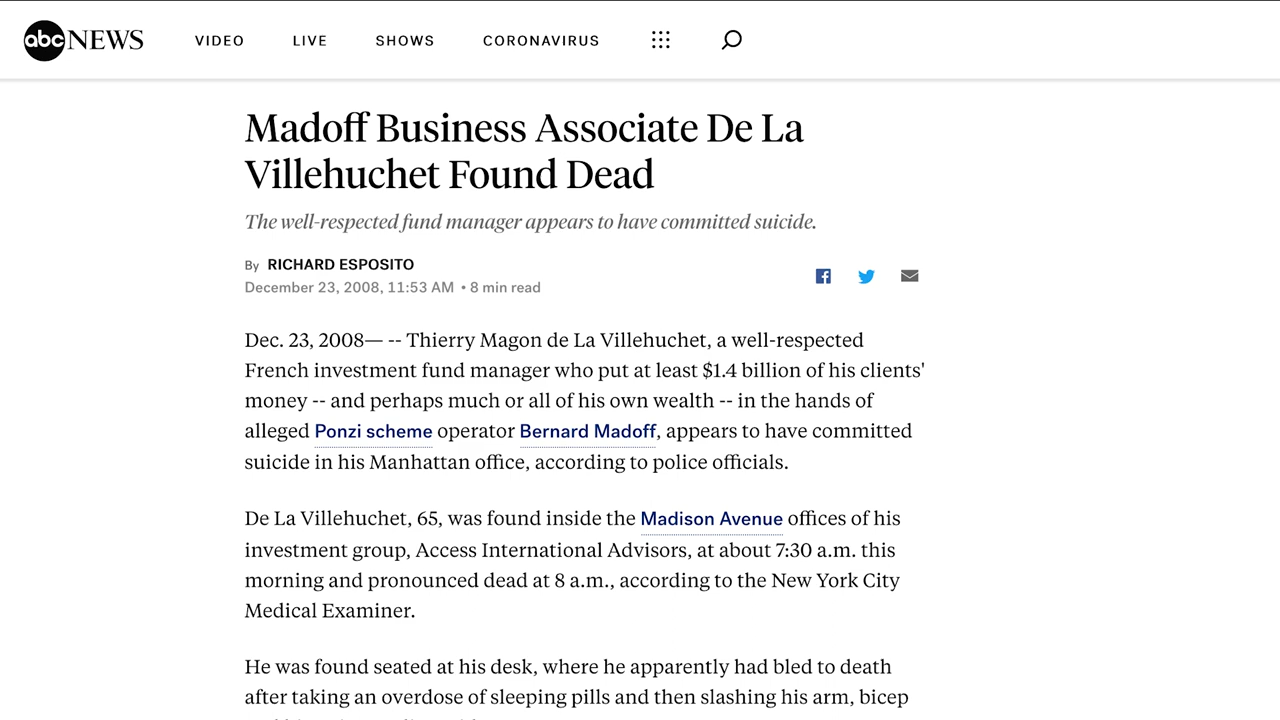 abc NEWS VIDEO LIVE SHOWS CORONAVIRUS
Madoff Business Associate De La
Villehuchet Found Dead
The well-respected fund manager appears to have committed suicide.
By RICHARD ESPOSITO
December 23, 2008, 11:53 AM • 8 min read
Dec. 23, 2008— -- Thierry Magon de La Villehuchet, a well-respected
French investment fund manager who put at least $1.4 billion of his clients'
money -- and perhaps much or all of his own wealth -- in the hands of
alleged Ponzi scheme operator Bernard Madoff, appears to have committed
suicide in his Manhattan office, according to police officials.
De La Villehuchet, 65, was found inside the Madison Avenue offices of his
investment group, Access International Advisors, at about 7:30 a.m. this
morning and pronounced dead at 8 a.m., according to the New York City
Medical Examiner.
He was found seated at his desk, where he apparently had bled to death
after taking an overdose of sleeping pills and then slashing his arm, bicep